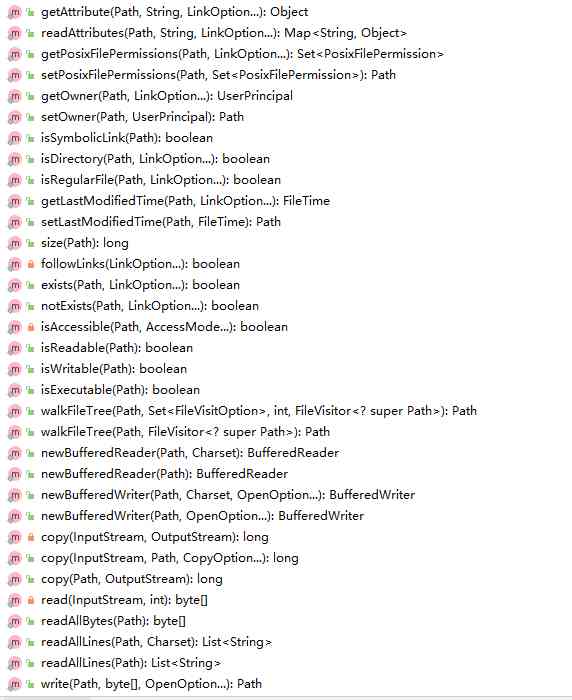 getAttribute(Path, String, LinkOption...): Object
readAttributes(Path, String, LinkOption...): Map<String, Object>
getPosixFilePermissions(Path, LinkOption...): Set<PosixFilePermission>
setPosixFilePermissions(Path, Set<PosixFilePermission>): Path
getOwner(Path, LinkOption...): UserPrincipal
setOwner(Path, UserPrincipal): Path
isSymbolicLink(Path): boolean
isDirectory(Path, LinkOption...): boolean
isRegularFile(Path, LinkOption...): boolean
getLastModifiedTime(Path, LinkOption...): FileTime
setLastModifiedTime(Path, FileTime): Path
size(Path): long
followLinks(LinkOption...): boolean
exists(Path, LinkOption...): boolean
notExists(Path, LinkOption...): boolean
isAccessible(Path, AccessMode...): boolean
isReadable(Path): boolean
isWritable(Path): boolean
isExecutable(Path): boolean
walkFileTree(Path, Set<FileVisitOption>, int, FileVisitor<? super Path>): Path
walkFileTree(Path, FileVisitor<? super Path>): Path
newBufferedReader(Path, Charset): BufferedReader
newBufferedReader(Path): BufferedReader
newBufferedWriter(Path, Charset, OpenOption...): BufferedWriter
newBufferedWriter(Path, OpenOption...): BufferedWriter
copy(InputStream, OutputStream): long
copy(InputStream, Path, CopyOption...): long
copy(Path, OutputStream): long
read(InputStream, int): byte[]
readAllBytes(Path): byte[]
readAllLines(Path, Charset): List<String>
readAllLines(Path): List<String>
write(Path, byte[], OpenOption...): Path